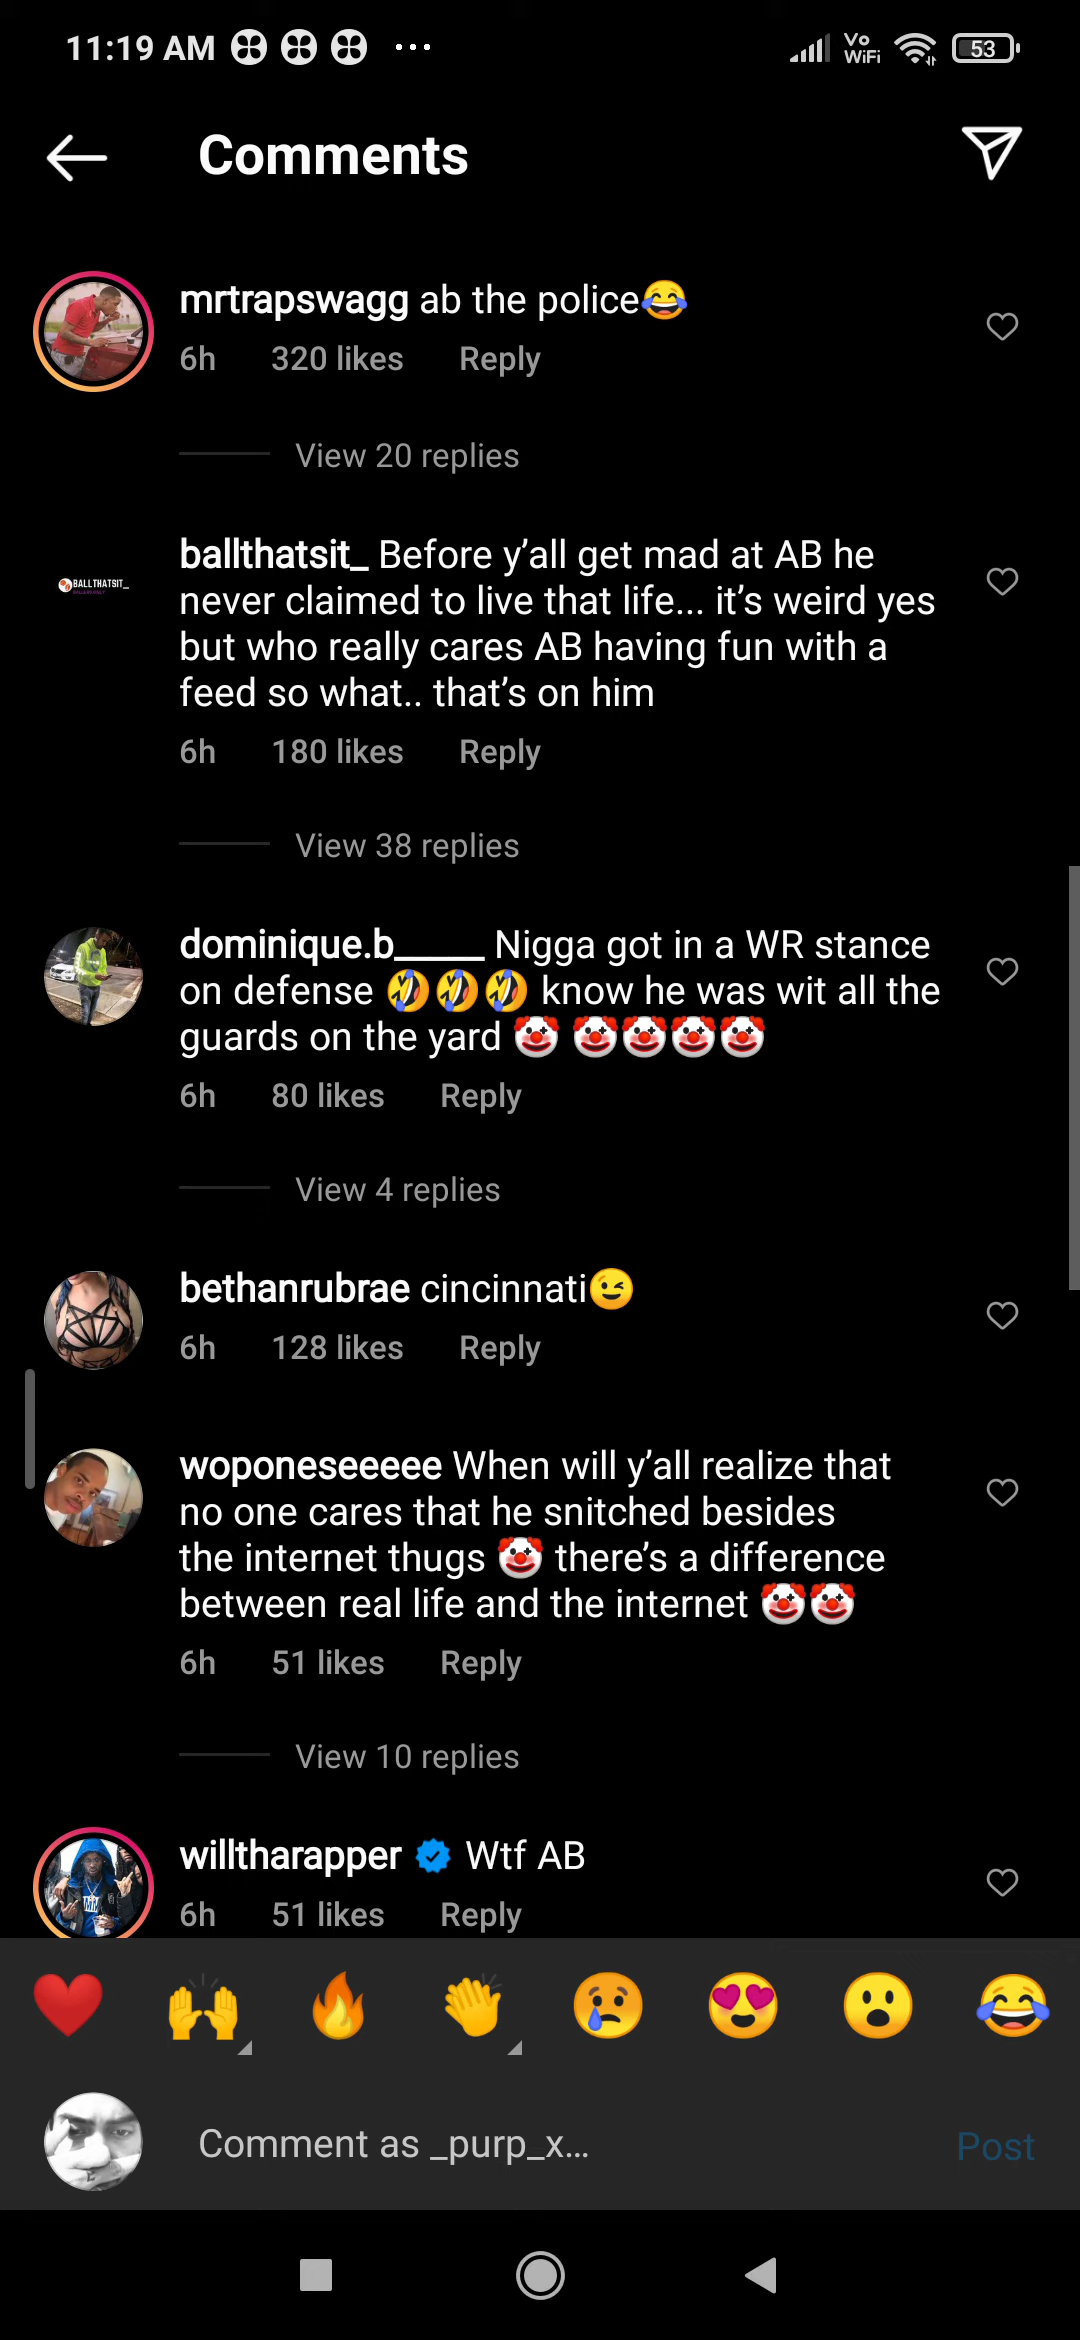 11:19 AM
Vo
WiFi
53
Comments
mrtrapswagg ab the police😂
6h 320 likes Reply
View 20 replies
BALLTHATSIT_
ballthatsit_ Before y’all get mad at AB he
never claimed to live that life... it’s weird yes
but who really cares AB having fun with a
feed so what.. that’s on him
6h 180 likes Reply
View 38 replies
dominique.b_____ Nigga got in a WR stance
on defense 🤣🤣🤣 know he was wit all the
guards on the yard 🤡 🤡🤡🤡🤡
6h 80 likes Reply
View 4 replies
bethanrubrae cincinnati😉
6h 128 likes Reply
woponeseeeee When will y’all realize that
no one cares that he snitched besides
the internet thugs 🤡 there’s a difference
between real life and the internet 🤡🤡
6h 51 likes Reply
View 10 replies
willtharapper Wtf AB
6h 51 likes Reply
❤️ 🙌 🔥 👏 😢 😍 😮 😂
Comment as _purp_x...
Post